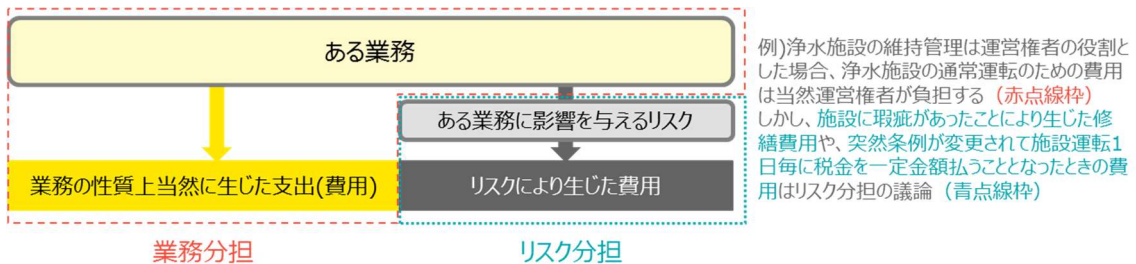 ある業務
ある業務に影響を与えるリスク
業務の性質上当然に生じた支出(費用)
リスクにより生じた費用
業務分担
リスク分担
例)浄水施設の維持管理は運営権者の役割と
した場合、浄水施設の通常運転のための費用
は当然運営権者が負担する（赤点線枠）
しかし、施設に瑕疵があったことにより生じた修
繕費用や、突然条例が変更されて施設運転1
日毎に税金を一定金額払うこととなったときの費
用はリスク分担の議論（青点線枠）